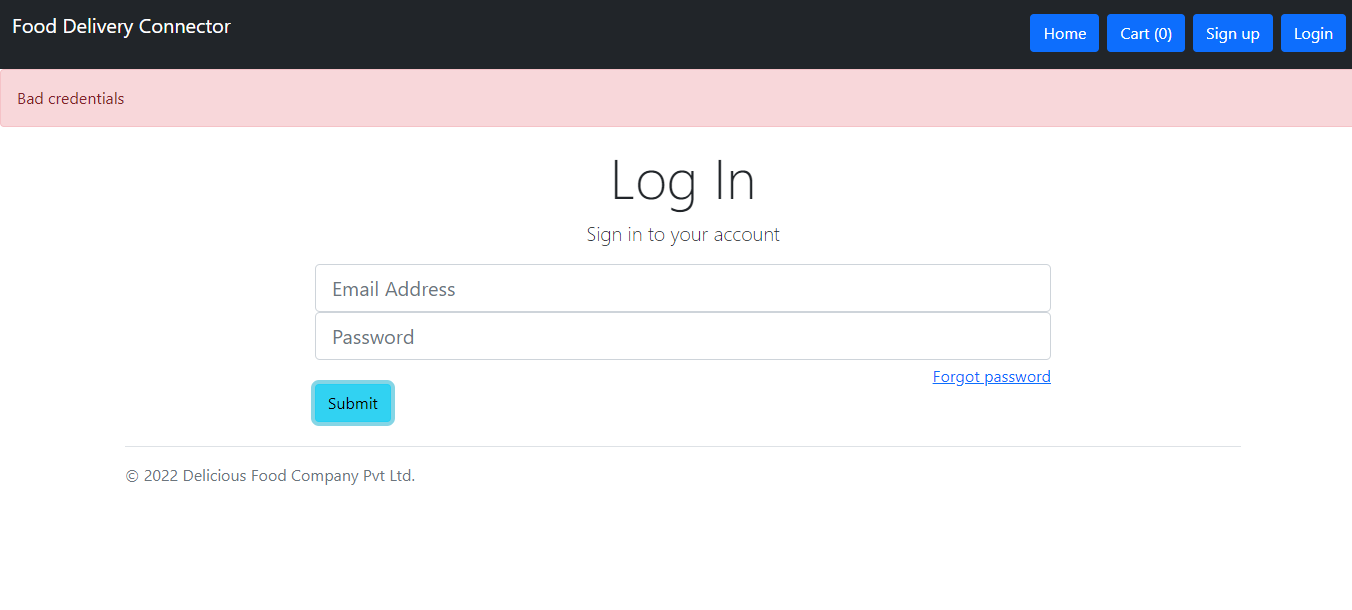 Food Delivery Connector
Home Cart (0) Sign up Login
Bad credentials
Log In
Sign in to your account
Email Address
Password
Forgot password
Submit
© 2022 Delicious Food Company Pvt Ltd.